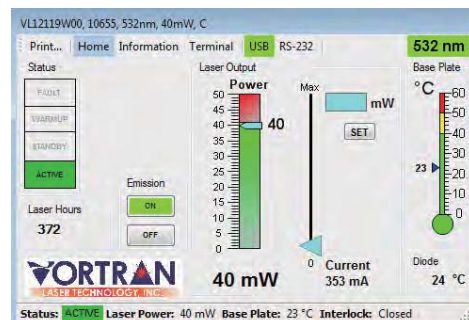 VL12119W00, 10655, 532nm, 40mW, C
Print... Home Information Terminal USB RS-232 532 nm
Status Laser Output Base Plate
FAULT
WARMUP
STANDBY
ACTIVE
Laser Hours
372
Emission
ON
OFF
Power
50
45
40
35
30
25
20
15
10
5
0
40
40 mW
Max
0
mW
SET
Current
353 mA
°C
60
50
40
30
20
10
0
23
Diode
24 °C
VORTRAN
LASER TECHNOLOGY, INC.
Status: ACTIVE Laser Power: 40 mW Base Plate: 23 °C Interlock: Closed